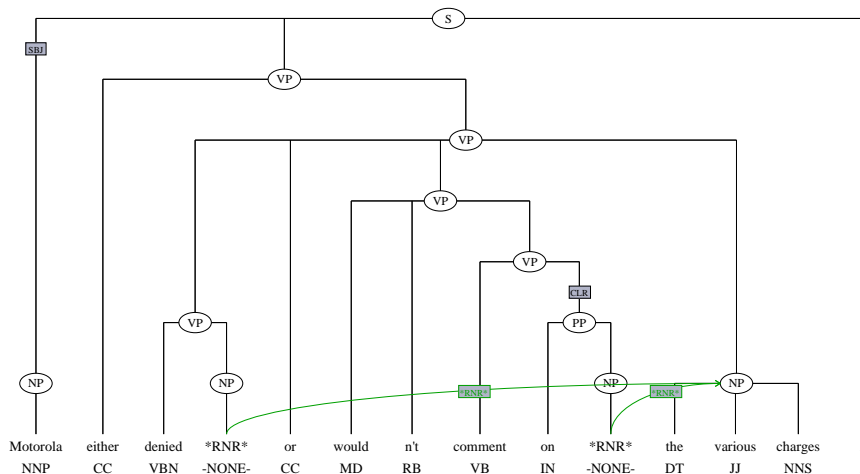 S
SBJ
VP
VP
VP
VP
CLR
VP PP
NP NP NP NP
*RNR* *RNR*
Motorola either denied *RNR* or would n't comment on *RNR* the various charges
NNP CC VBN -NONE- CC MD RB VB IN -NONE- DT JJ NNS